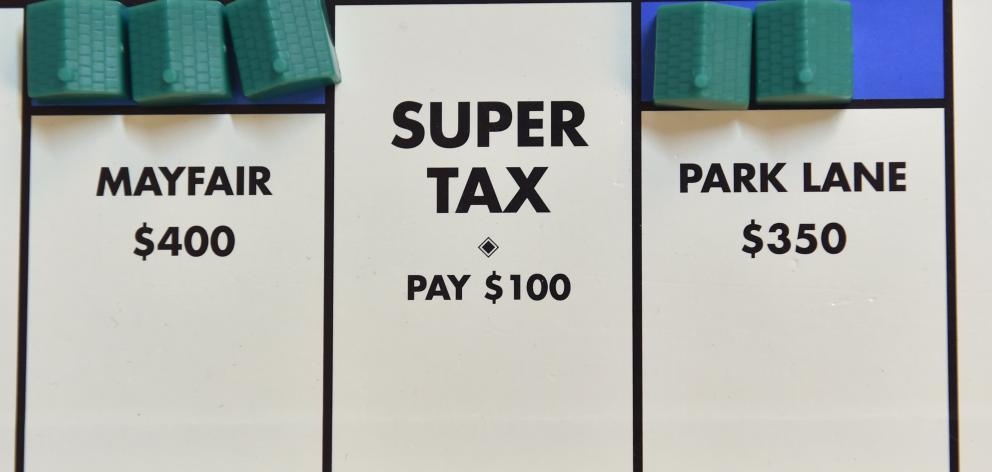 MAYFAIR
$400
SUPER
TAX
PAY $100
PARK LANE
$350